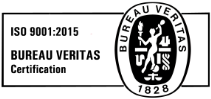 ISO 9001:2015
BUREAU VERITAS
Certification
BUREAU VERITAS
1828